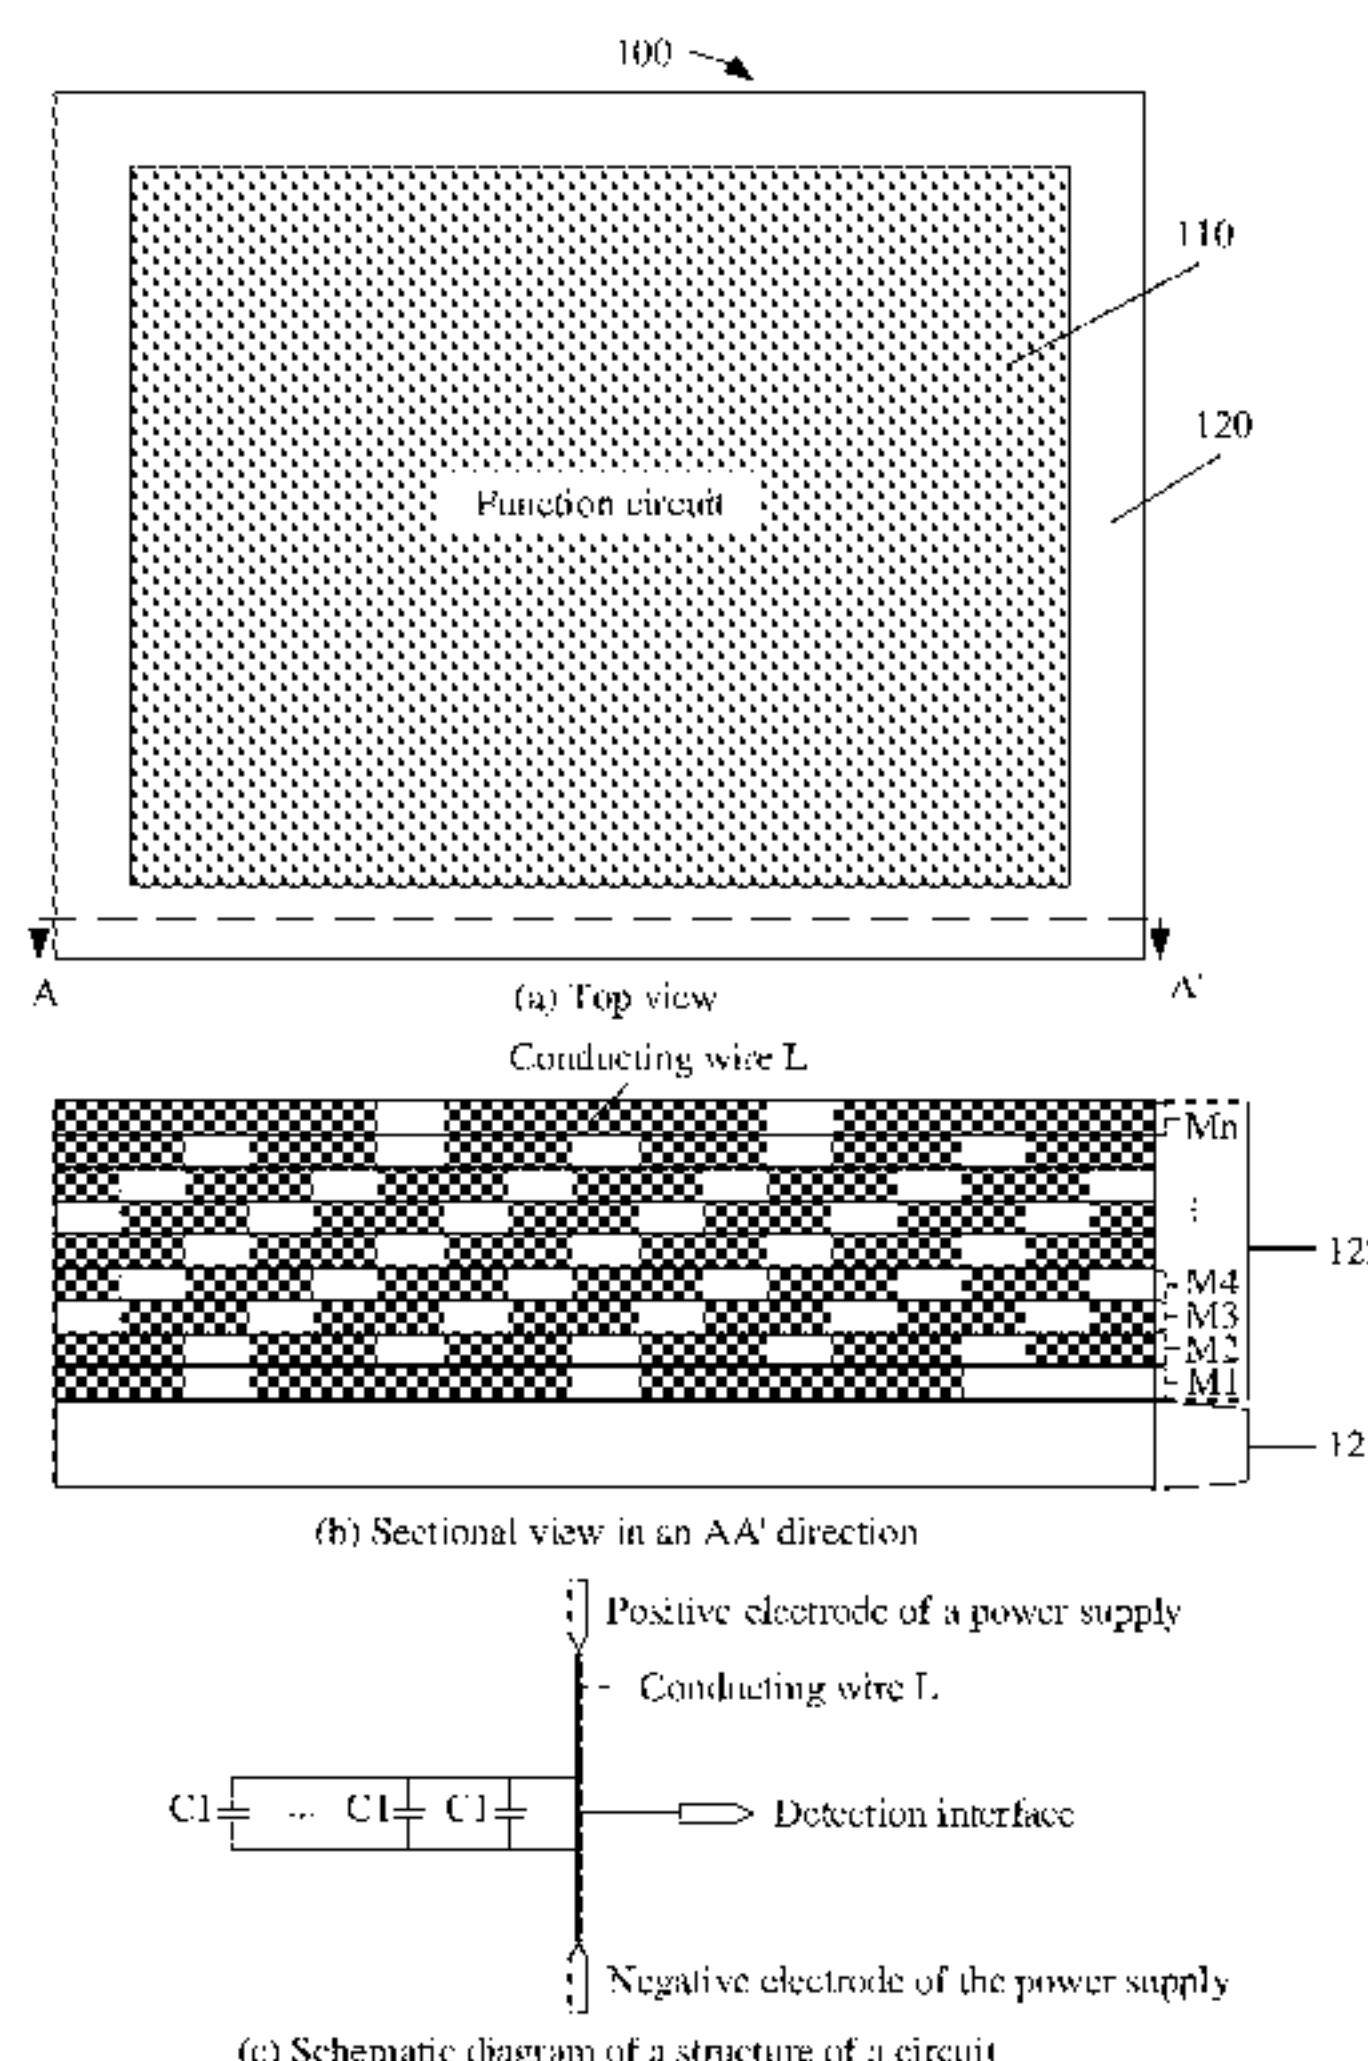 100
110
120
Function circuit
A A'
(a) Top view
Conducting wire L
Mn
...
M4
M3
M2
M1
(b) Sectional view in an AA' direction
Positive electrode of a power supply
Conducting wire L
C1 ... C1 C1
Detection interface
Negative electrode of the power supply
(c) Schematic diagram of a structure of a circuit